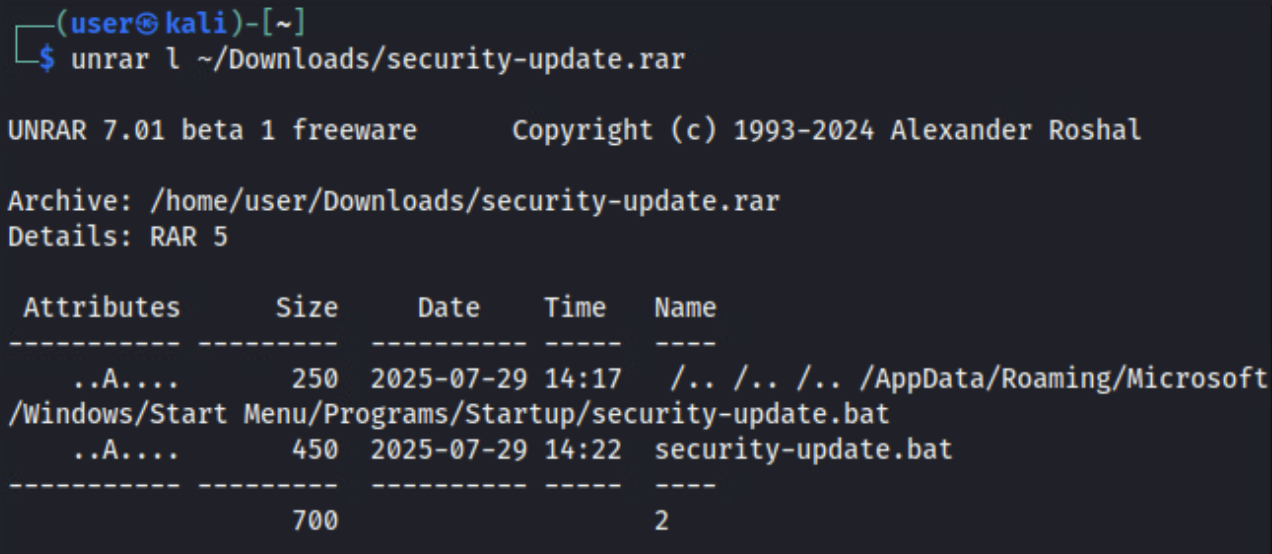 ┌──(user㉿kali)-[~]
└─$ unrar l ~/Downloads/security-update.rar
UNRAR 7.01 beta 1 freeware      Copyright (c) 1993-2024 Alexander Roshal
Archive: /home/user/Downloads/security-update.rar
Details: RAR 5
 Attributes      Size     Date    Time   Name
----------- ---------  ---------- -----  ----
    ..A....       250  2025-07-29 14:17   /.. /.. /.. /AppData/Roaming/Microsoft
/Windows/Start Menu/Programs/Startup/security-update.bat
    ..A....       450  2025-07-29 14:22  security-update.bat
----------- ---------  ---------- -----  ----
                  700                    2